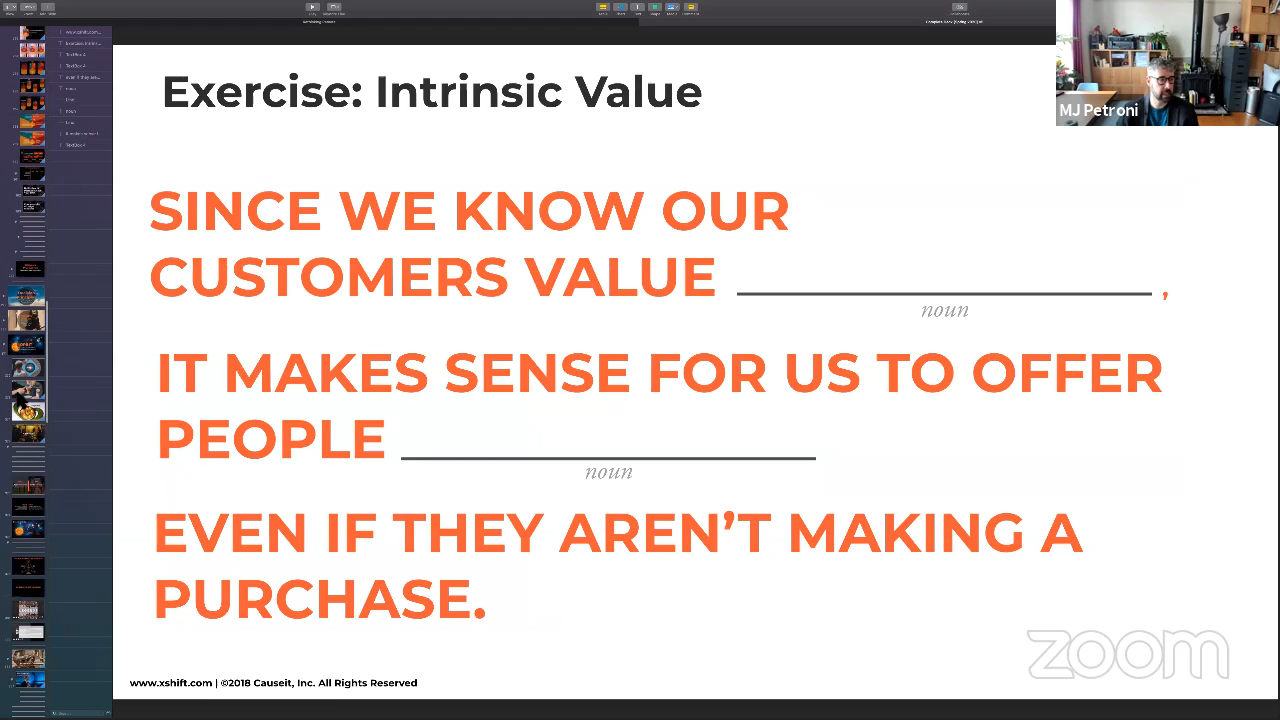 Exercise: Intrinsic Value
MJ Petroni
SINCE WE KNOW OUR
CUSTOMERS VALUE ,
noun
IT MAKES SENSE FOR US TO OFFER
PEOPLE
noun
EVEN IF THEY AREN’T MAKING A
PURCHASE.
zoom
www.xshift.com | ©2018 Causeit, Inc. All Rights Reserved